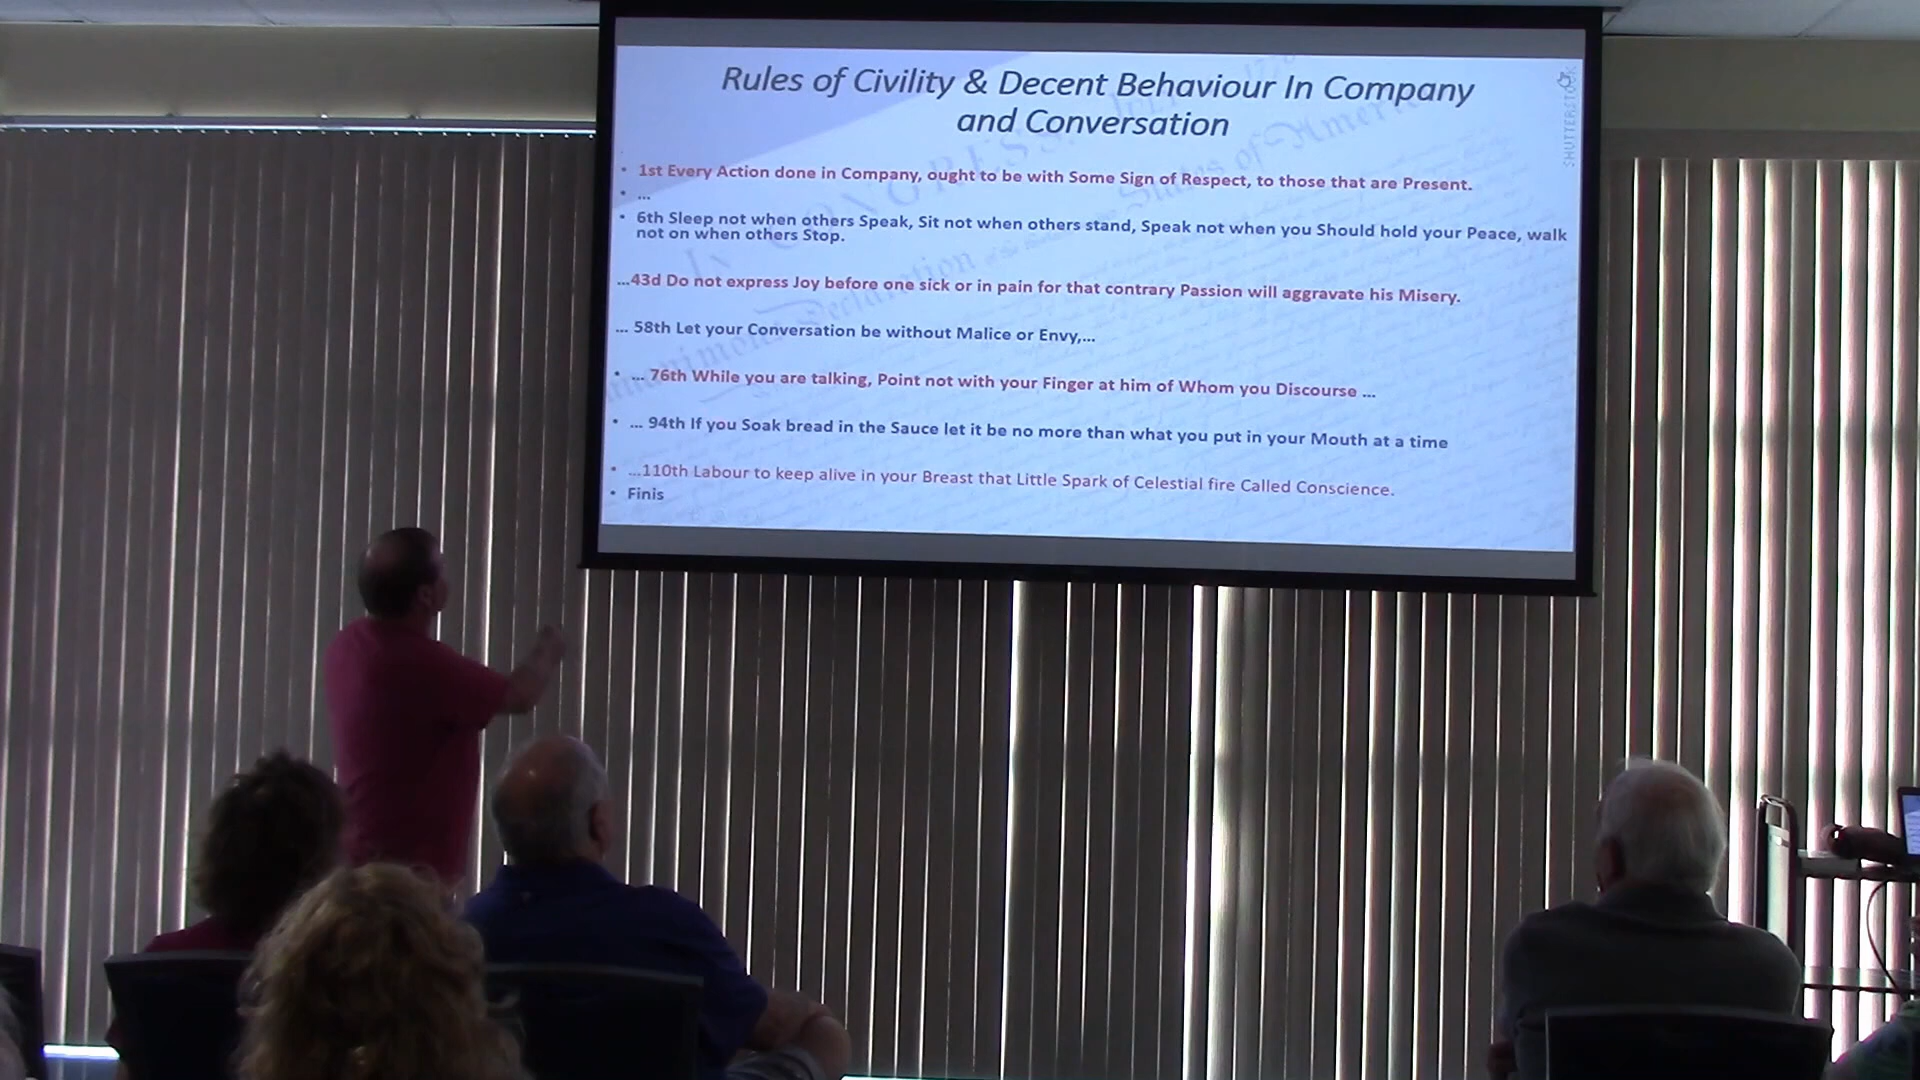 Rules of Civility & Decent Behaviour In Company
and Conversation
• 1st Every Action done in Company, ought to be with Some Sign of Respect, to those that are Present.
• ...
• 6th Sleep not when others Speak, Sit not when others stand, Speak not when you Should hold your Peace, walk
not on when others Stop.
...43d Do not express Joy before one sick or in pain for that contrary Passion will aggravate his Misery.
... 58th Let your Conversation be without Malice or Envy,...
• ... 76th While you are talking, Point not with your Finger at him of Whom you Discourse ...
• ... 94th If you Soak bread in the Sauce let it be no more than what you put in your Mouth at a time
• ...110th Labour to keep alive in your Breast that Little Spark of Celestial fire Called Conscience.
• Finis
SHUTTERSTOCK
IN CONGRESS, JULY
Declaration States of America